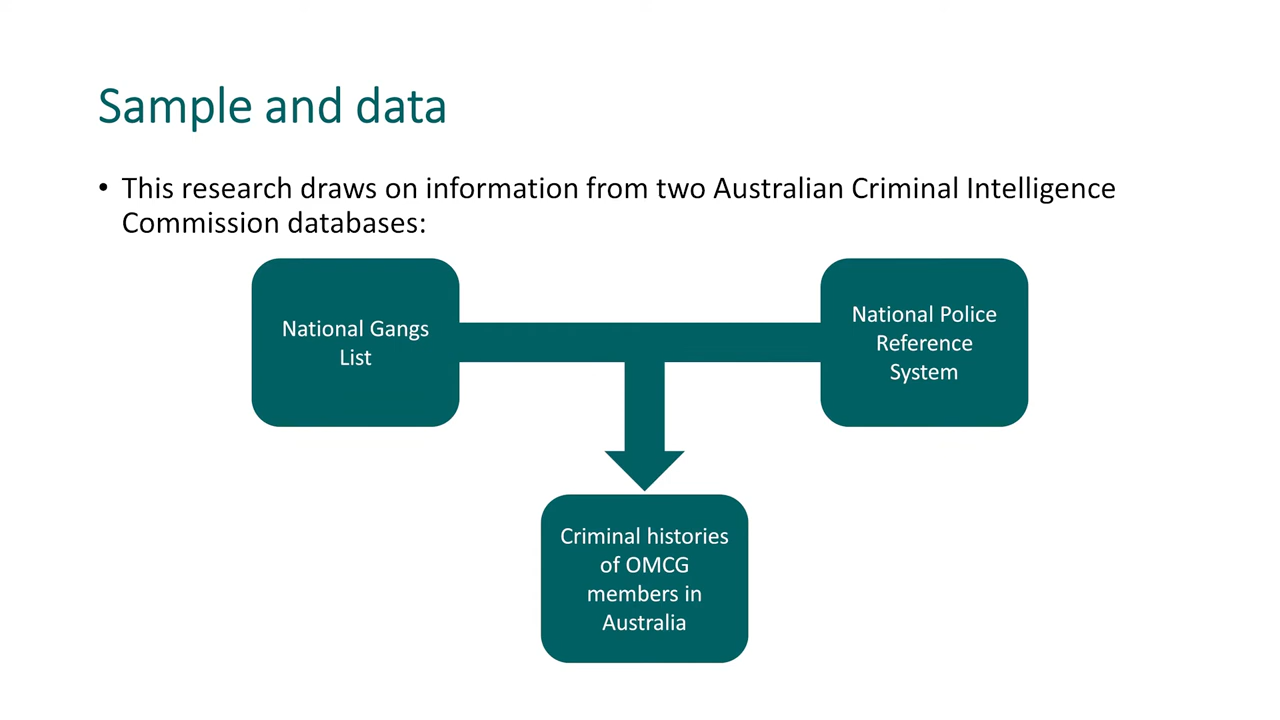 Sample and data
• This research draws on information from two Australian Criminal Intelligence
Commission databases:
National Gangs
List
National Police
Reference
System
Criminal histories
of OMCG
members in
Australia